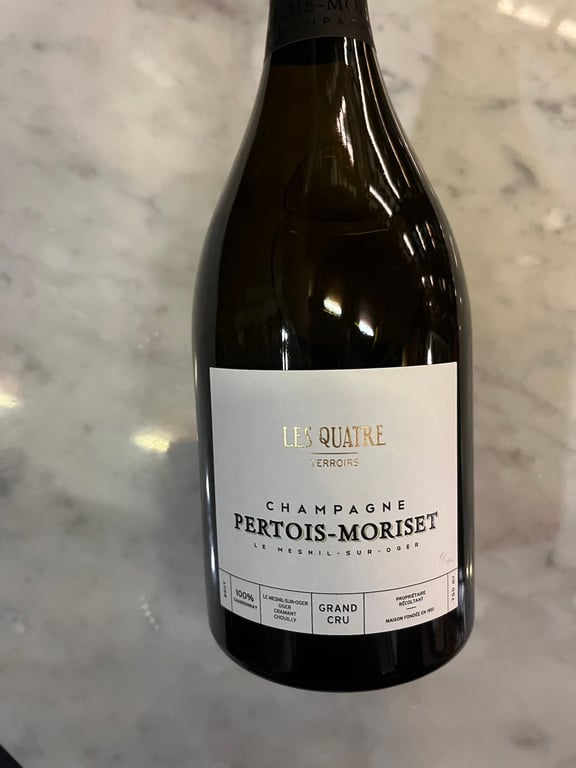 LES QUATRE
TERROIRS
CHAMPAGNE
PERTOIS-MORISET
LE MESNIL-SUR-OGER
BRUT
100%
CHARDONNAY
LE MESNIL-SUR-OGER
OGER
CRAMANT
CHOUILLY
GRAND
CRU
PROPRIÉTAIRE
RÉCOLTANT
MAISON FONDÉE EN 1951
750 ml